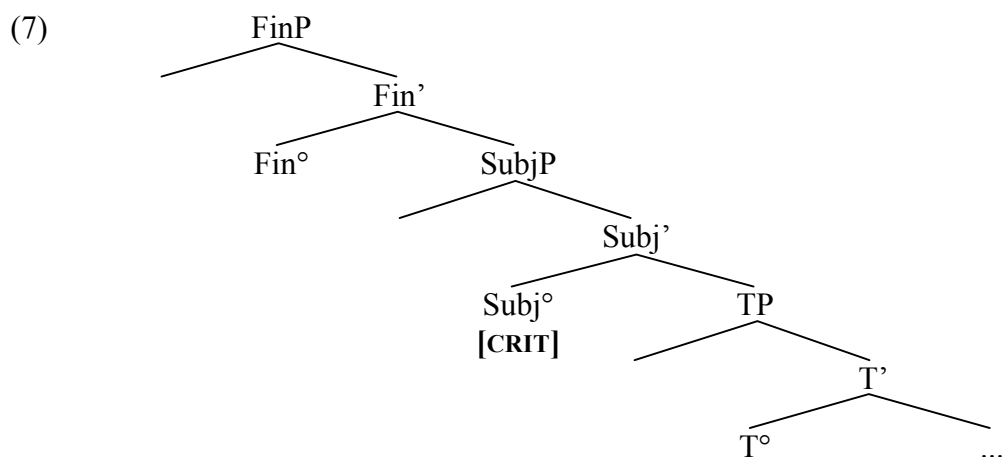 (7) FinP
Fin’
Fin° SubjP
Subj’
Subj° TP
[CRIT]
T’
T° ...